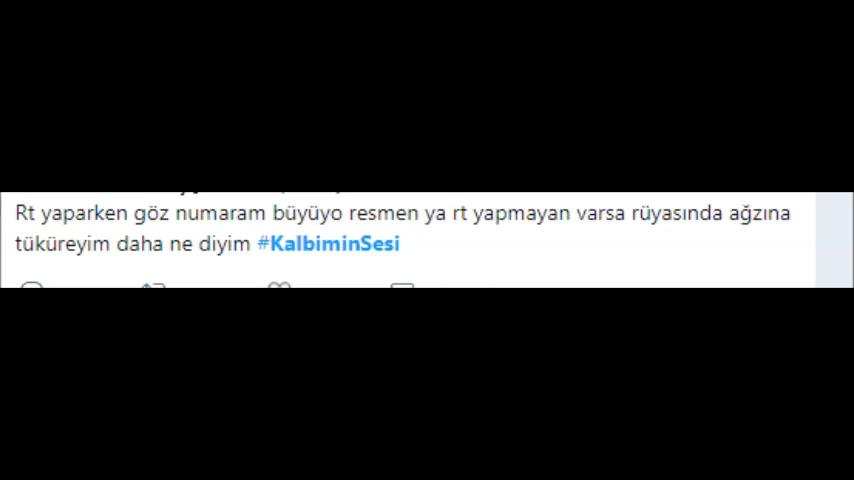 Rt yaparken göz numaram büyüyo resmen ya rt yapmayan varsa rüyasında ağzına
tüküreyim daha ne diyim #KalbiminSesi